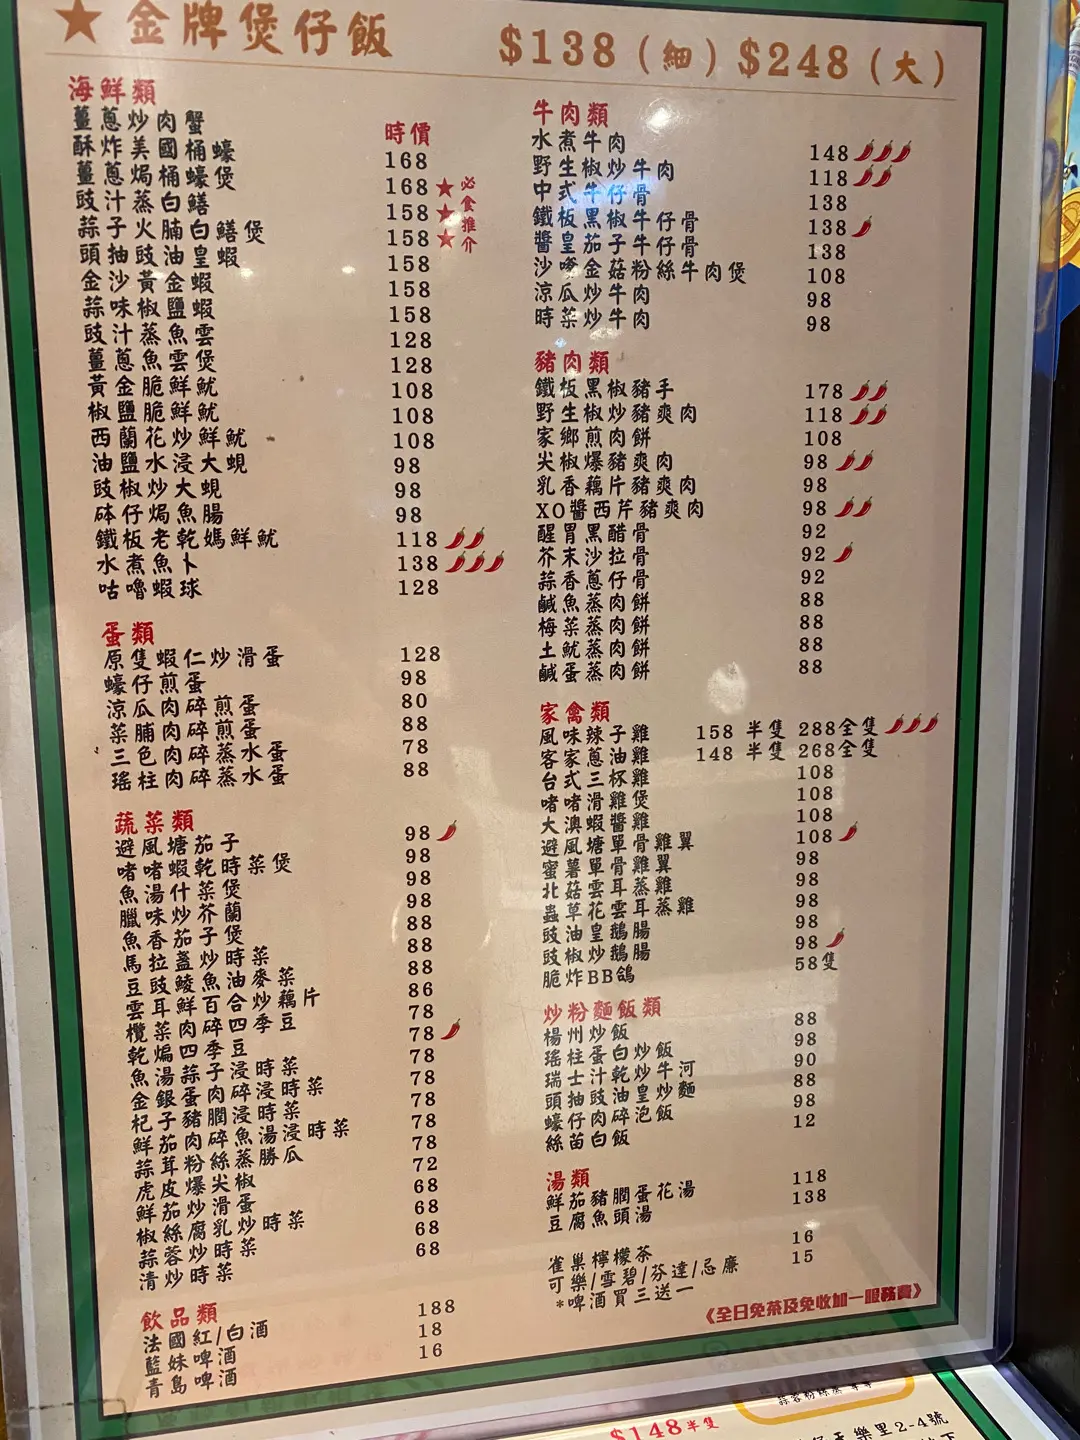 ★金牌煲仔飯 $138(細) $248(大)
海鮮類
薑蔥炒肉蟹 時價
酥炸美國桶蠔 168
薑蔥焗桶蠔煲 168 ★
豉汁蒸白鱔 158 ★
蒜子火腩白鱔煲 158 ★
必食推介
頭抽豉油皇蝦 158
金沙黃金蝦 158
蒜味椒鹽蝦 158
豉汁蒸魚雲 128
薑蔥魚雲煲 128
黃金脆鮮魷 108
椒鹽脆鮮魷 108
西蘭花炒鮮魷 108
油鹽水浸大蜆 98
豉椒炒大蜆 98
砵仔焗魚腸 98
鐵板老乾媽鮮魷 118
水煮魚卜 138
咕嚕蝦球 128
蛋類
原隻蝦仁炒滑蛋 128
蠔仔煎蛋 98
涼瓜肉碎煎蛋 80
菜脯肉碎煎蛋 88
三色肉碎蒸水蛋 78
瑤柱肉碎蒸水蛋 88
蔬菜類
避風塘茄子 98
啫啫蝦乾時菜煲 98
魚湯什菜煲 98
臘味炒芥蘭 98
魚香茄子煲 88
馬拉盞炒時菜 88
豆豉鯪魚油麥菜 88
雲耳鮮百合炒藕片 86
欖菜肉碎四季豆 78
乾煸四季豆 78
魚湯蒜子浸時菜 78
金銀蛋肉碎浸時菜 78
杞子豬膶浸時菜 78
鮮茄肉碎魚湯浸時菜 78
蒜茸粉絲蒸勝瓜 78
虎皮爆尖椒 72
鮮茄炒滑蛋 68
椒絲腐乳炒時菜 68
蒜蓉炒時菜 68
清炒時菜 68
飲品類
法國紅/白酒 188
藍妹啤酒 18
青島啤酒 16
牛肉類
水煮牛肉 148
野生椒炒牛肉 118
中式牛仔骨 138
鐵板黑椒牛仔骨 138
醬皇茄子牛仔骨 138
沙嗲金菇粉絲牛肉煲 108
涼瓜炒牛肉 98
時菜炒牛肉 98
豬肉類
鐵板黑椒豬手 178
野生椒炒豬爽肉 118
家鄉煎肉餅 108
尖椒爆豬爽肉 98
乳香藕片豬爽肉 98
XO醬西芹豬爽肉 98
醒胃黑醋骨 92
芥末沙拉骨 92
蒜香蔥仔骨 92
鹹魚蒸肉餅 88
梅菜蒸肉餅 88
土魷蒸肉餅 88
鹹蛋蒸肉餅 88
家禽類
風味辣子雞 158半隻 288全隻
客家蔥油雞 148半隻 268全隻
台式三杯雞 108
啫啫滑雞煲 108
大澳蝦醬雞 108
避風塘單骨雞翼 108
蜜薯單骨雞翼 98
北菇雲耳蒸雞 98
蟲草花雲耳蒸雞 98
豉油皇鵝腸 98
豉椒炒鵝腸 98
脆炸BB鴿 58隻
炒粉麵飯類
楊州炒飯 88
瑤柱蛋白炒飯 98
瑞士汁乾炒牛河 90
頭抽豉油皇炒麵 88
蠔仔肉碎泡飯 98
絲苗白飯 12
湯類
鮮茄豬膶蛋花湯 118
豆腐魚頭湯 138
雀巢檸檬茶 16
可樂/雪碧/芬達/忌廉 15
*啤酒買三送一
《全日免茶及免收加一服務費》
$148半隻
樂里2-4號